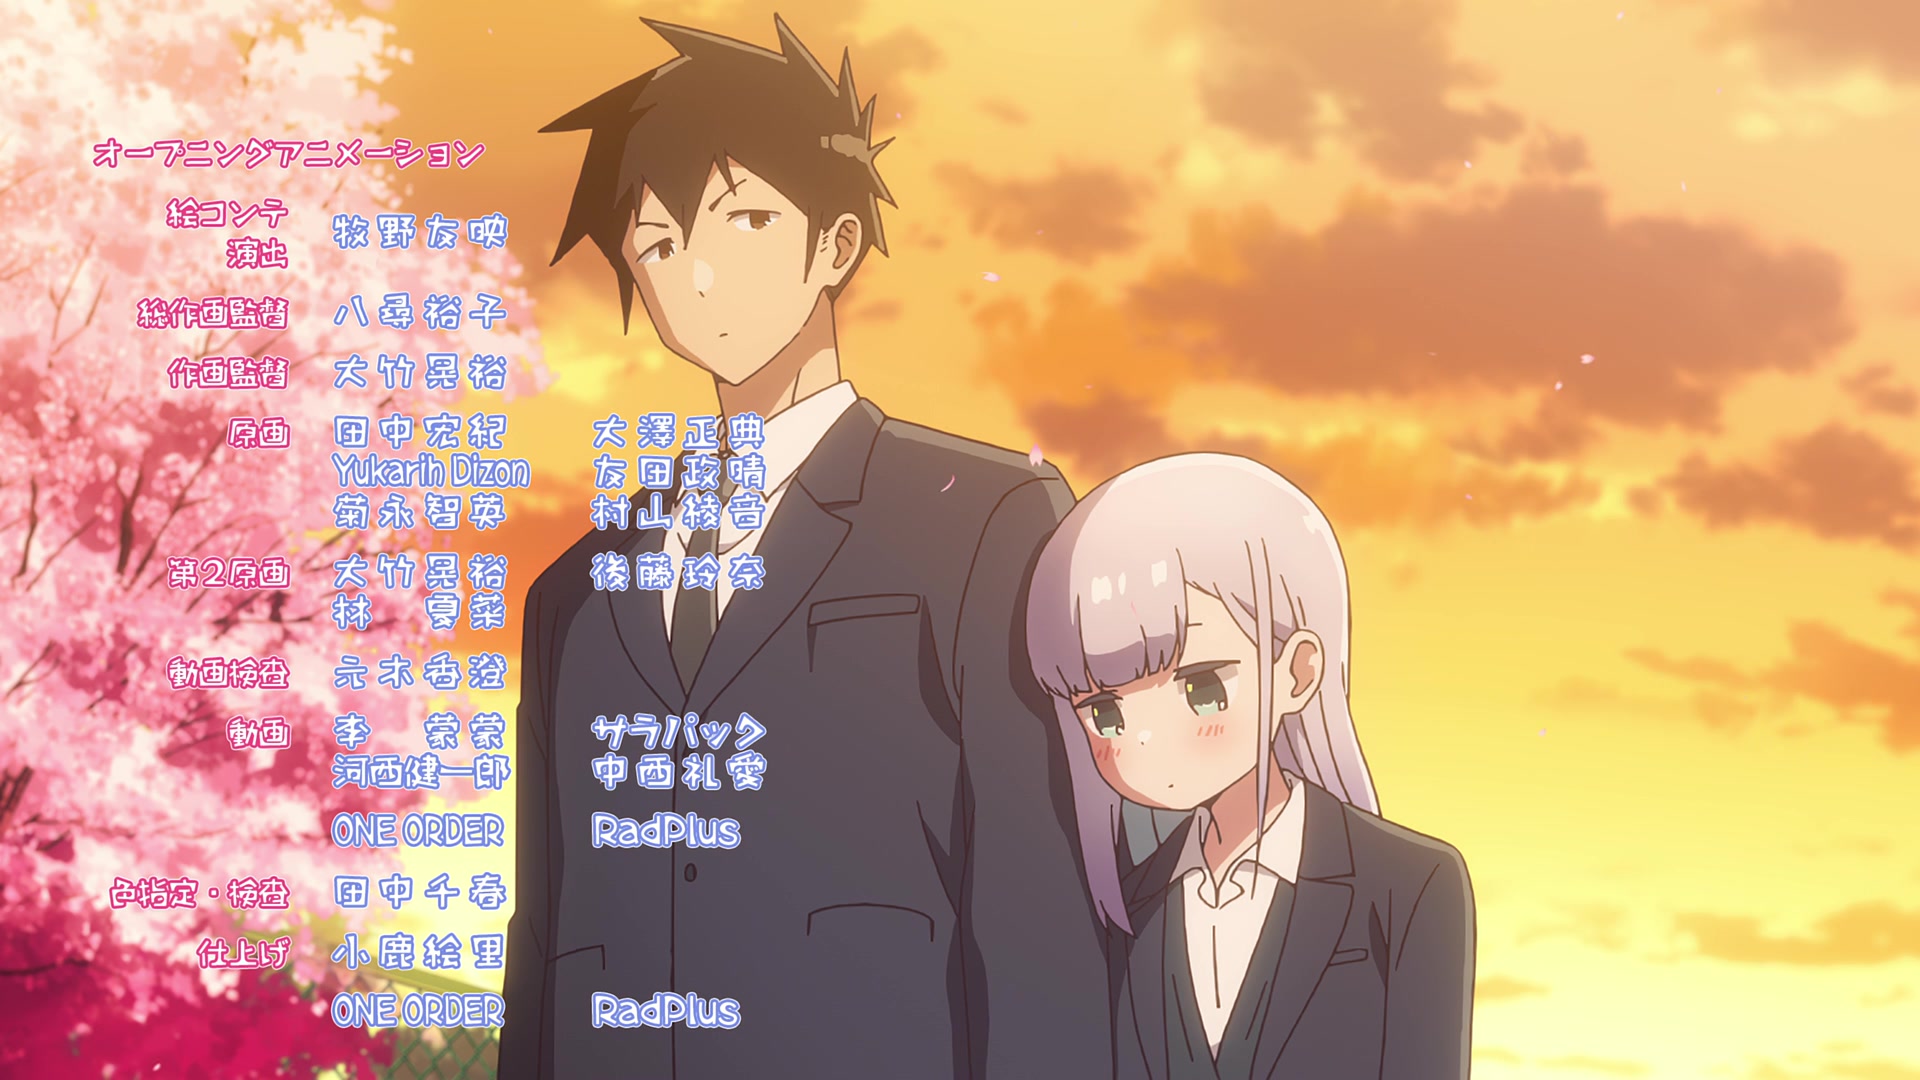 オープニングアニメーション
絵コンテ
演出
牧野友映
総作画監督 八尋裕子
作画監督 大竹晃裕
原画 田中宏紀 大澤正典
Yukarih Dizon 友田政晴
菊永智英 村山綾音
第2原画 大竹晃裕 後藤玲奈
林 夏菜
動画検査 元木香澄
動画 李 蒙蒙 サラパック
河西健一郎 中西礼愛
ONE ORDER RadPlus
色指定・検査 田中千春
仕上げ 小鹿絵里
ONE ORDER RadPlus